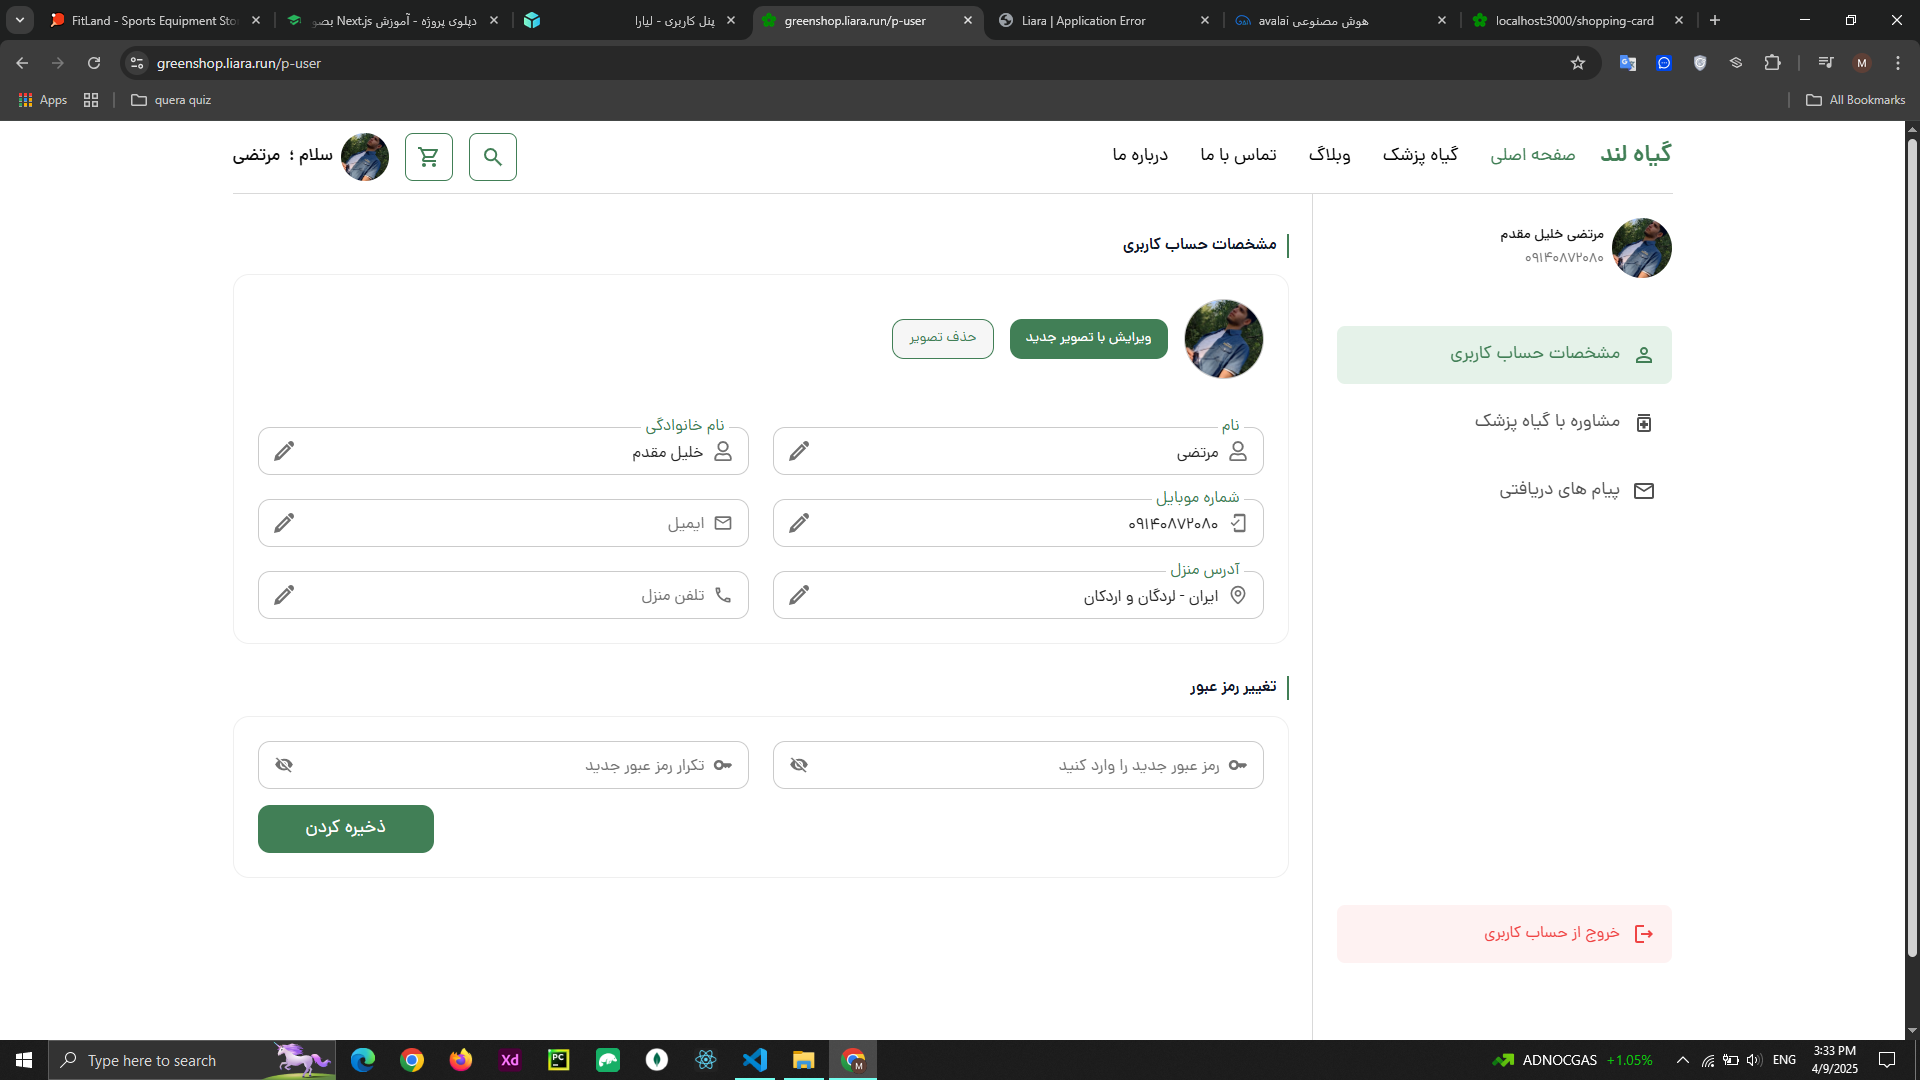 FitLand - Sports Equipment Sto
دپلوی پروژه - آموزش Next.js بصو
پنل کاربری - لیارا
greenshop.liara.run/p-user
Liara | Application Error
هوش مصنوعی avalai
localhost:3000/shopping-card
greenshop.liara.run/p-user
M
Apps
quera quiz
All Bookmarks
گیاه لند
صفحه اصلی
گیاه پزشک
وبلاگ
تماس با ما
درباره ما
سلام ؛ مرتضی
مرتضی خلیل مقدم
۰۹۱۴۰۸۷۲۰۸۰
مشخصات حساب کاربری
مشاوره با گیاه پزشک
پیام های دریافتی
خروج از حساب کاربری
مشخصات حساب کاربری
ویرایش با تصویر جدید
حذف تصویر
نام
مرتضی
نام خانوادگی
خلیل مقدم
شماره موبایل
۰۹۱۴۰۸۷۲۰۸۰
ایمیل
آدرس منزل
ایران - لردگان و اردکان
تلفن منزل
تغییر رمز عبور
رمز عبور جدید را وارد کنید
تکرار رمز عبور جدید
ذخیره کردن
Type here to search
Xd
PC
M
ADNOCGAS +1.05%
ENG
3:33 PM
4/9/2025